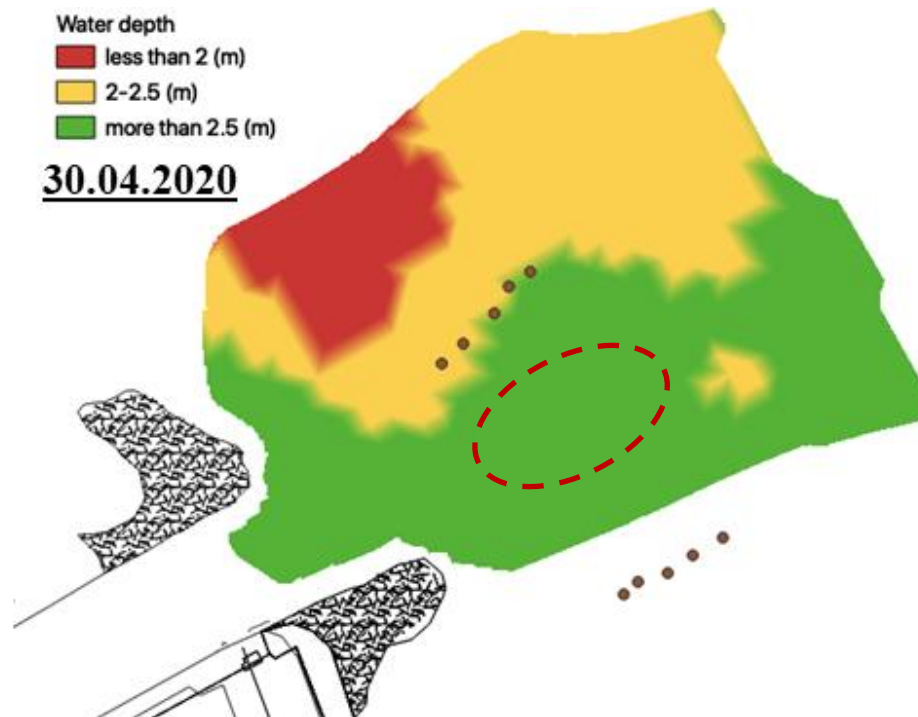 Water depth
less than 2 (m)
2-2.5 (m)
more than 2.5 (m)
30.04.2020